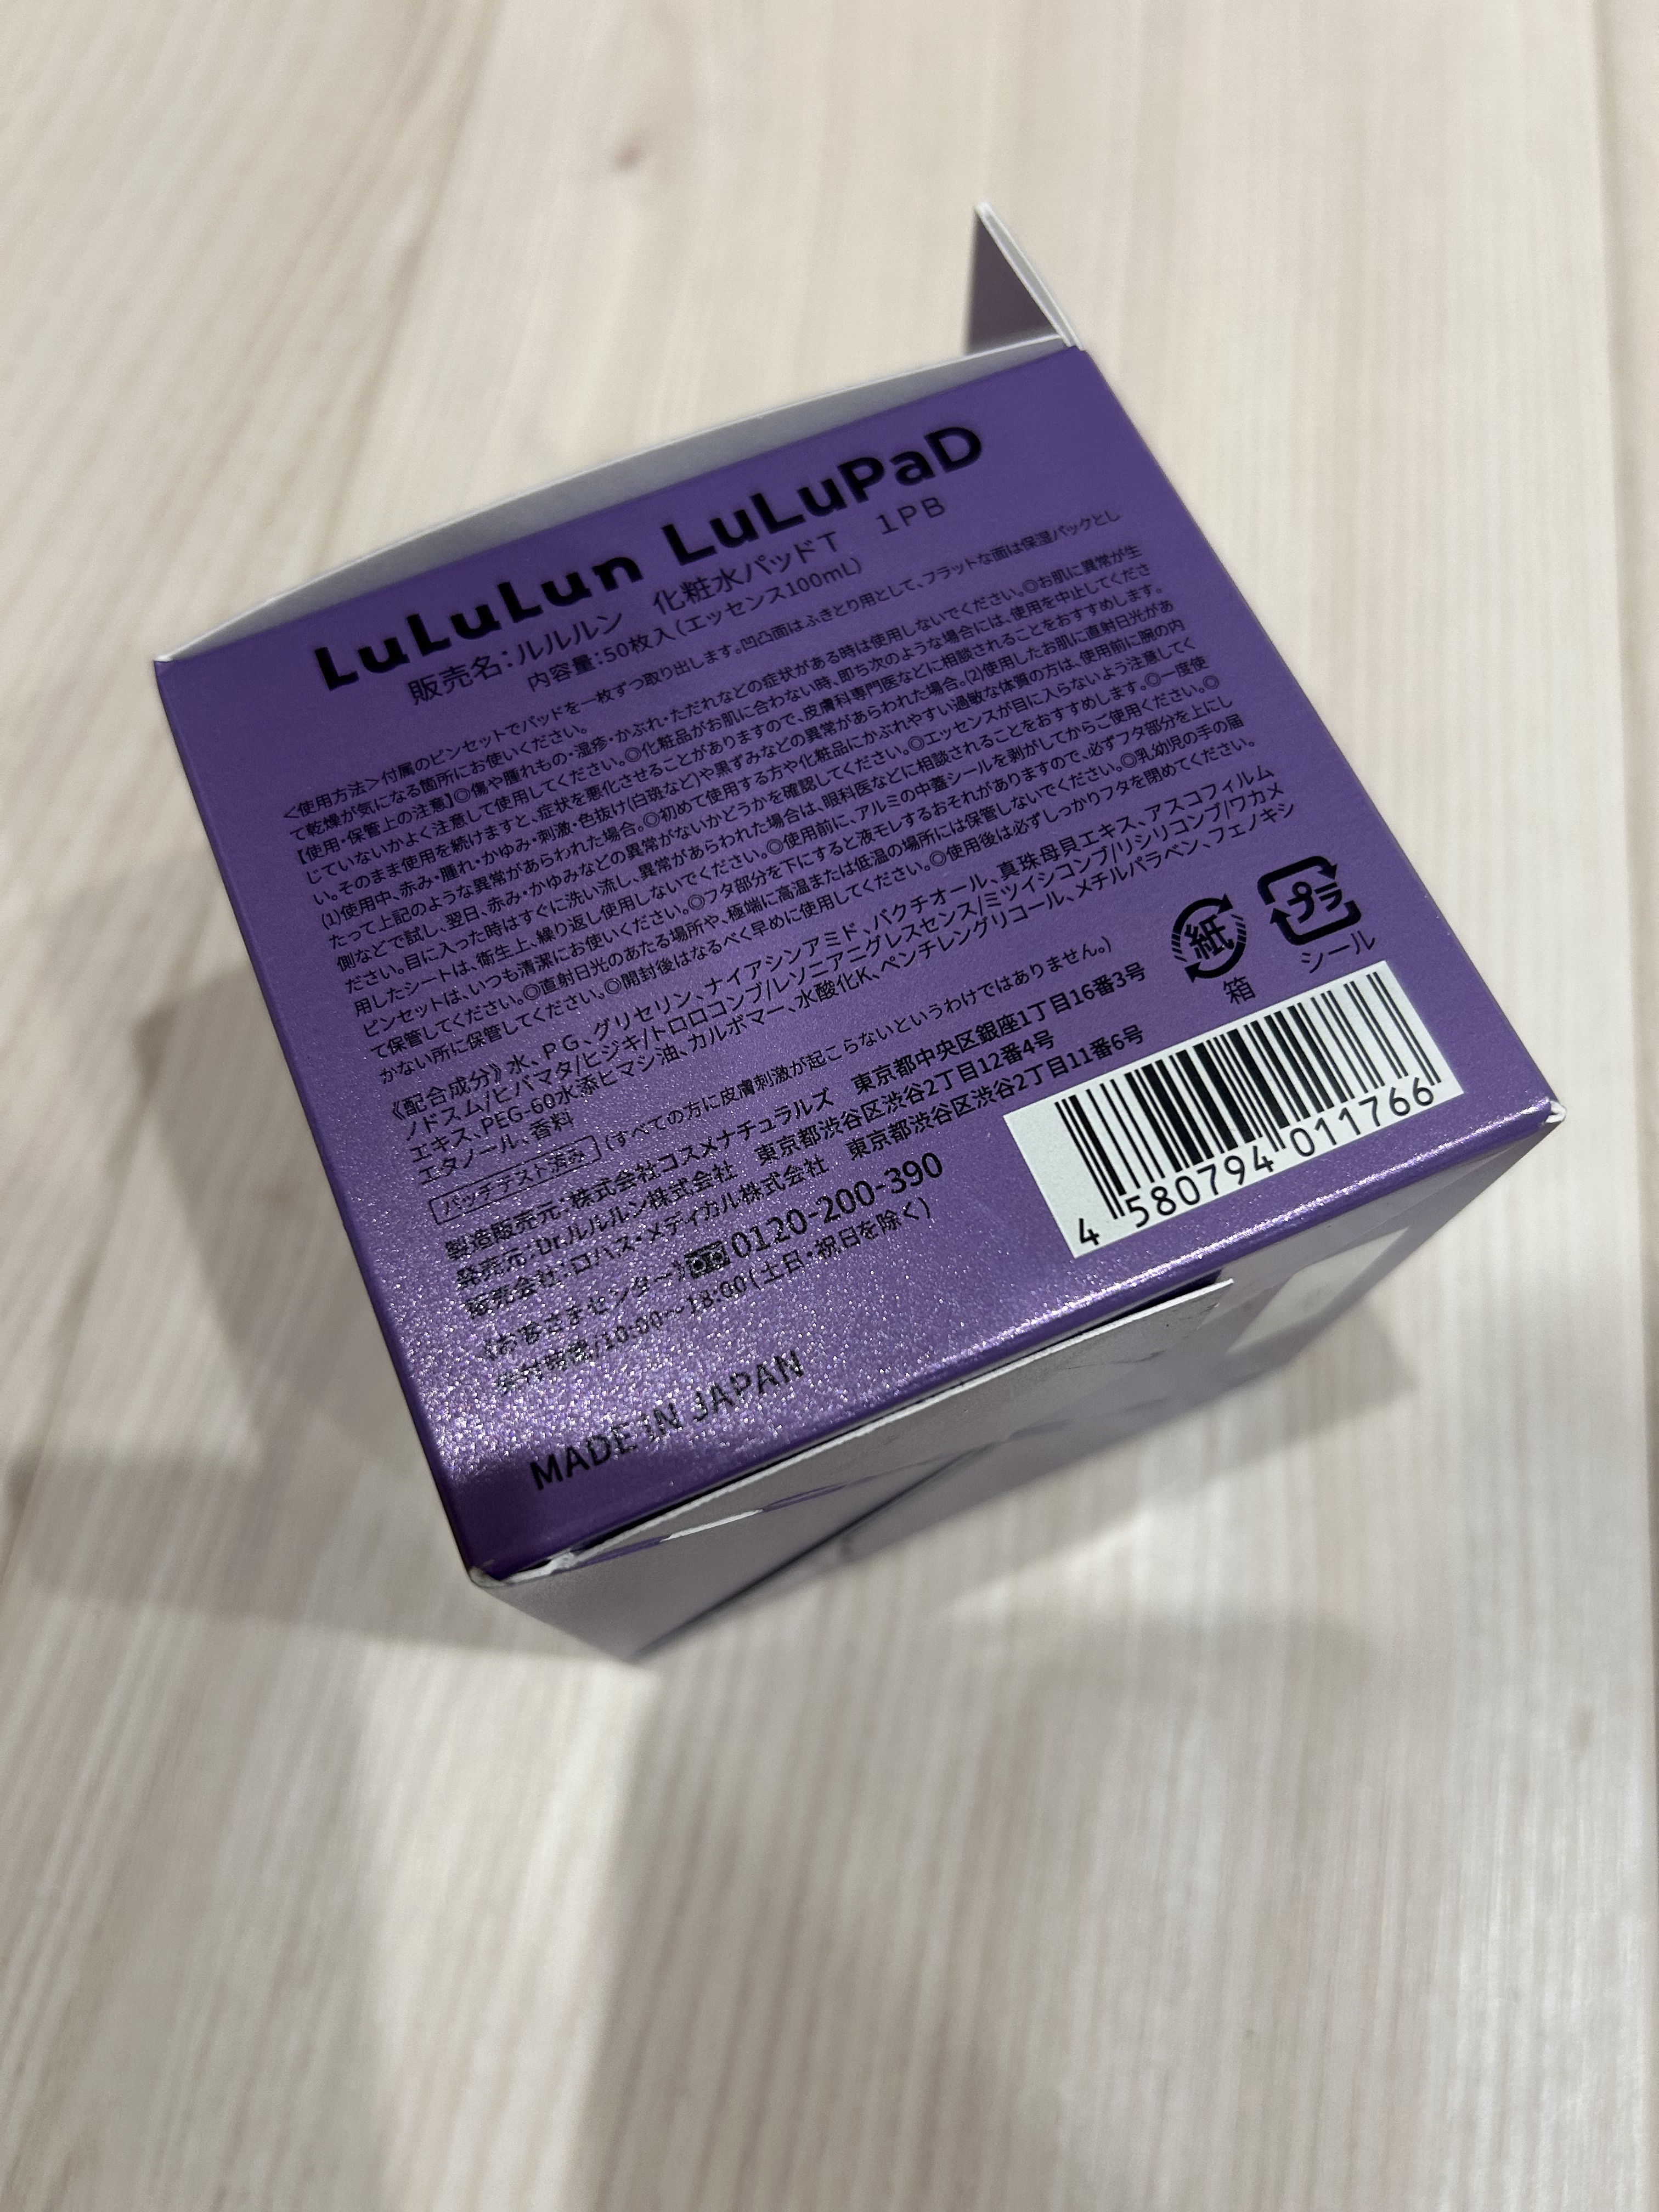 LuLuLun LuLuPaD
販売名：ルルルン 化粧水パッドT 1PB
内容量：50枚入（エッセンス100mL）
＜使用方法＞付属のピンセットでパッドを一枚ずつ取り出します。凹凸面はふきとり用として、フラットな面は保湿パックとし
て乾燥が気になる箇所にお使いください。
【使用・保管上の注意】◎傷や腫れもの・湿疹・かぶれ・ただれなどの症状がある時は使用しないでください。◎お肌に異常が生
じていないかよく注意して使用してください。◎化粧品がお肌に合わない時、即ち次のような場合には、使用を中止してくださ
い。そのまま使用を続けますと、症状を悪化させることがありますので、皮膚科専門医などに相談されることをおすすめします。
(1)使用中、赤み・腫れ・かゆみ・刺激・色抜け(白斑など)や黒ずみなどの異常があらわれた場合。(2)使用したお肌に直射日光があ
たって上記のような異常があらわれた場合。◎初めて使用する方や化粧品にかぶれやすい過敏な体質の方は、使用前に腕の内
側などで試し、翌日、赤み・かゆみなどの異常がないかどうかを確認してください。◎エッセンスが目に入らないよう注意してく
ださい。目に入った時はすぐに洗い流し、異常があらわれた場合は、眼科医などに相談されることをおすすめします。◎一度使
用したシートは、衛生上、繰り返し使用しないでください。◎使用前に、アルミの中蓋シールを剥がしてからご使用ください。◎
ピンセットは、いつも清潔にお使いください。◎フタ部分を下にすると液モレするおそれがありますので、必ずフタ部分を上にし
て保管してください。◎直射日光のあたる場所や、極端に高温または低温の場所には保管しないでください。◎乳幼児の手の届
かない所に保管してください。◎開封後はなるべく早めに使用してください。◎使用後は必ずしっかりフタを閉めてください。
《配合成分》水、ＰＧ、グリセリン、ナイアシンアミド、バクチオール、真珠母貝エキス、アスコフィルム
ノドスム/ヒバマタ/ヒジキ/トロロコンブ/レソニアニグレスセンス/ミツイシコンブ/リシリコンブ/ワカメ
エキス、PEG-60水添ヒマシ油、カルボマー、水酸化K、ペンチレングリコール、メチルパラベン、フェノキシ
エタノール、香料
パッチテスト済み（すべての方に皮膚刺激が起こらないというわけではありません。）
製造販売元：株式会社コスメナチュラルズ 東京都中央区銀座1丁目16番3号
発売元：Dr.ルルルン株式会社 東京都渋谷区渋谷2丁目12番4号
販売会社：ロハス・メディカル株式会社 東京都渋谷区渋谷2丁目11番6号
《お客さまセンター》0120-200-390
受付時間/10:00〜18:00（土日・祝日を除く）
MADE IN JAPAN
紙
箱
プラ
シール
4 580794 011766